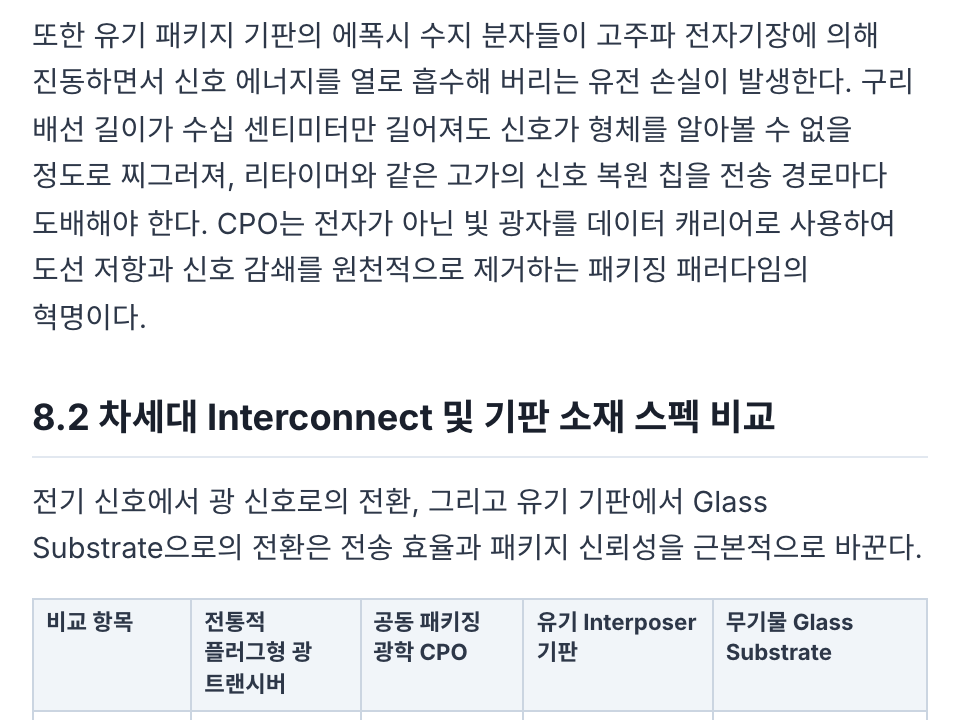 또한 유기 패키지 기판의 에폭시 수지 분자들이 고주파 전자기장에 의해
진동하면서 신호 에너지를 열로 흡수해 버리는 유전 손실이 발생한다. 구리
배선 길이가 수십 센티미터만 길어져도 신호가 형체를 알아볼 수 없을
정도로 찌그러져, 리타이머와 같은 고가의 신호 복원 칩을 전송 경로마다
도배해야 한다. CPO는 전자가 아닌 빛 광자를 데이터 캐리어로 사용하여
도선 저항과 신호 감쇄를 원천적으로 제거하는 패키징 패러다임의
혁명이다.
8.2 차세대 Interconnect 및 기판 소재 스펙 비교
전기 신호에서 광 신호로의 전환, 그리고 유기 기판에서 Glass
Substrate으로의 전환은 전송 효율과 패키지 신뢰성을 근본적으로 바꾼다.
비교 항목
전통적
플러그형 광
트랜시버
공동 패키징
광학 CPO
유기 Interposer
기판
무기물 Glass
Substrate